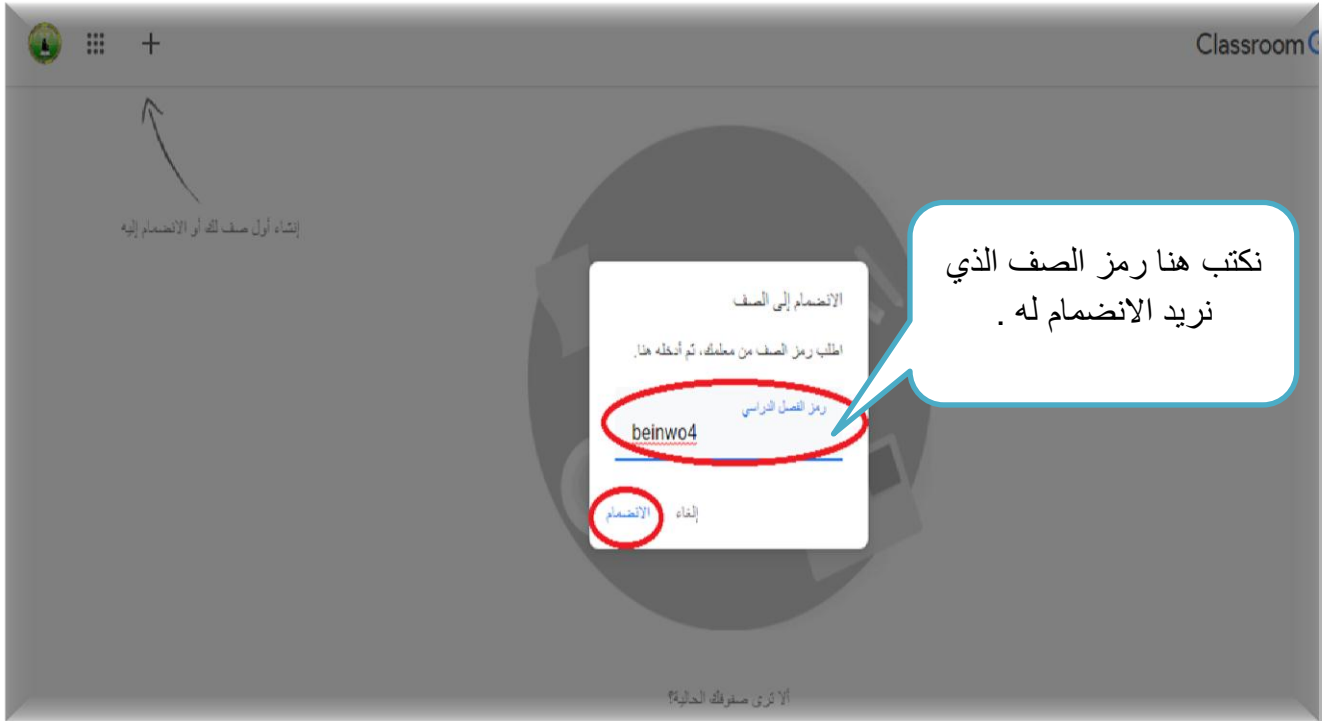 Classroom G
إنشاء أول صف لك أو الانضمام إليه
نكتب هنا رمز الصف الذي
نريد الانضمام له .
الانضمام إلى الصف
اطلب رمز الصف من معلمك، ثم أدخله هنا.
رمز الفصل الدراسي
beinwo4
إلغاء الانضمام
ألا ترى صفوفك الحالية؟